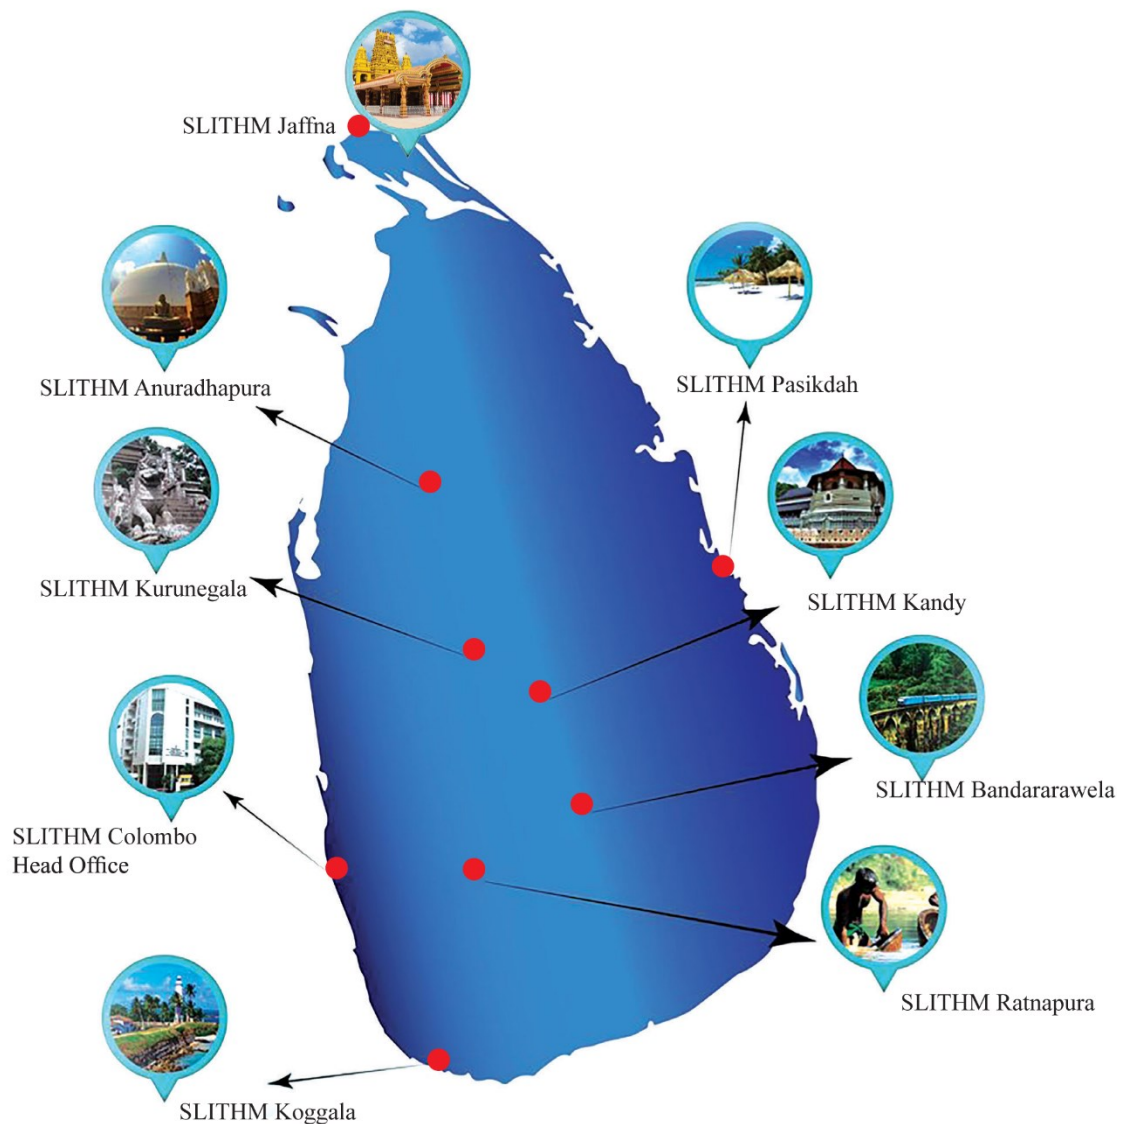 SLITHM Jaffna
SLITHM Anuradhapura
SLITHM Pasikdah
SLITHM Kurunegala
SLITHM Kandy
SLITHM Bandararawela
SLITHM Colombo
Head Office
SLITHM Ratnapura
SLITHM Koggala